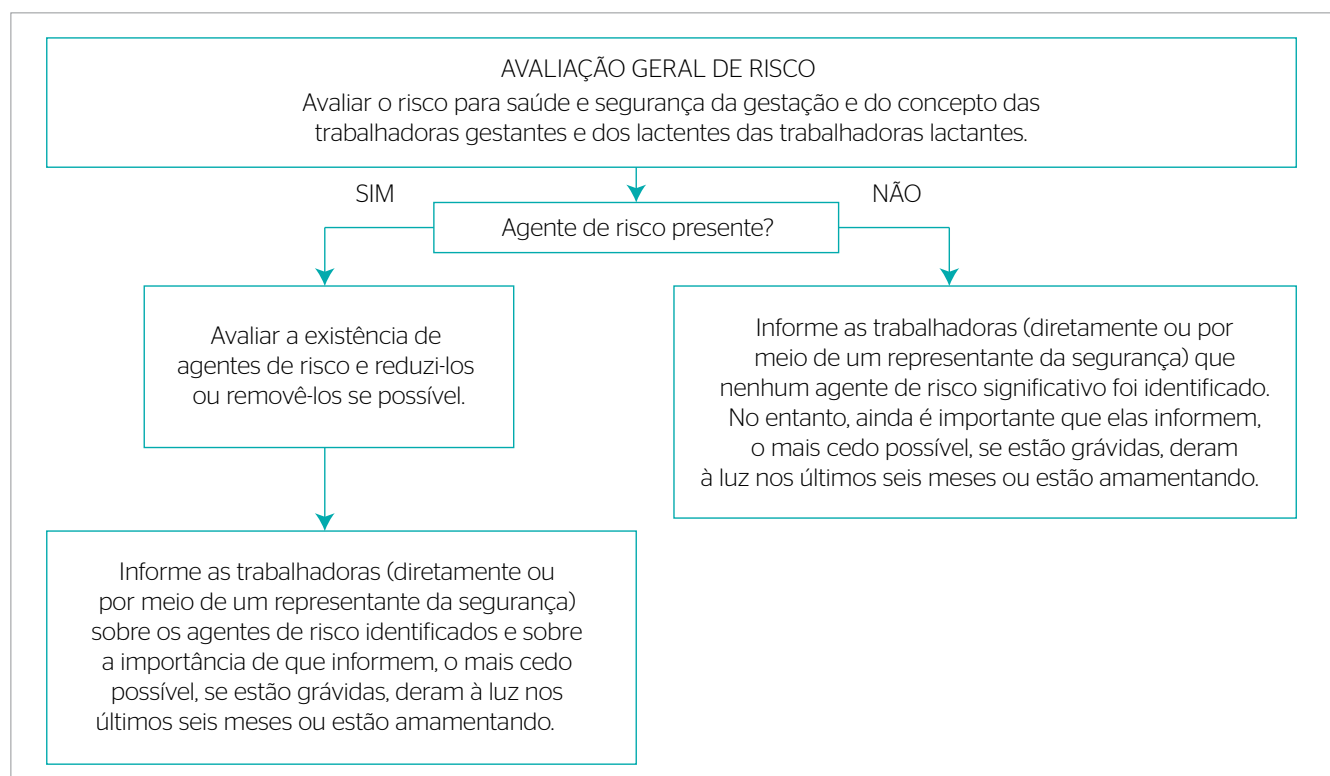 AVALIAÇÃO GERAL DE RISCO
Avaliar o risco para saúde e segurança da gestação e do concepto das
trabalhadoras gestantes e dos lactentes das trabalhadoras lactantes.
SIM
NÃO
Agente de risco presente?
Avaliar a existência de
agentes de risco e reduzi-los
ou removê-los se possível.
Informe as trabalhadoras (diretamente ou por
meio de um representante da segurança) que
nenhum agente de risco significativo foi identificado.
No entanto, ainda é importante que elas informem,
o mais cedo possível, se estão grávidas, deram
à luz nos últimos seis meses ou estão amamentando.
Informe as trabalhadoras (diretamente ou
por meio de um representante da segurança)
sobre os agentes de risco identificados e sobre
a importância de que informem, o mais cedo
possível, se estão grávidas, deram à luz nos
últimos seis meses ou estão amamentando.